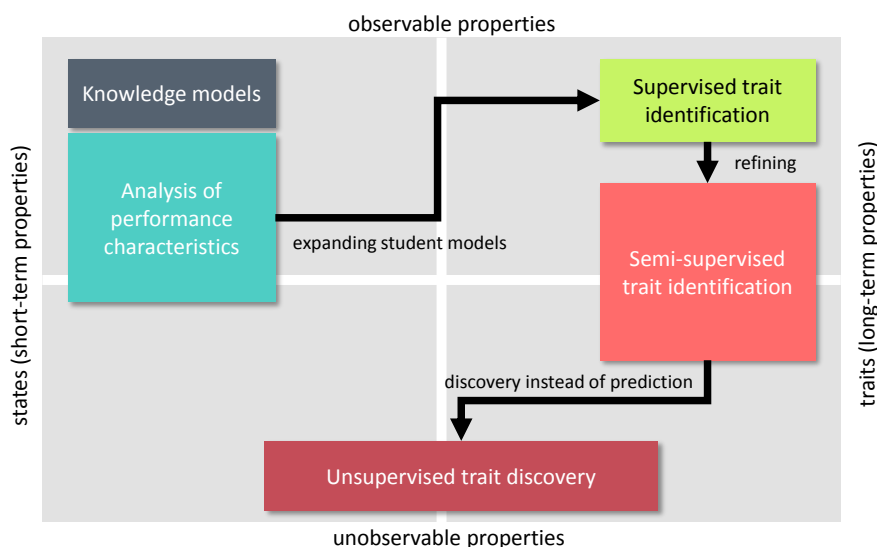 observable properties
Knowledge models
Supervised trait
identification
Analysis of
performance
characteristics
refining
expanding student models
Semi-supervised
trait identification
states (short-term properties)
traits (long-term properties)
discovery instead of prediction
Unsupervised trait discovery
unobservable properties